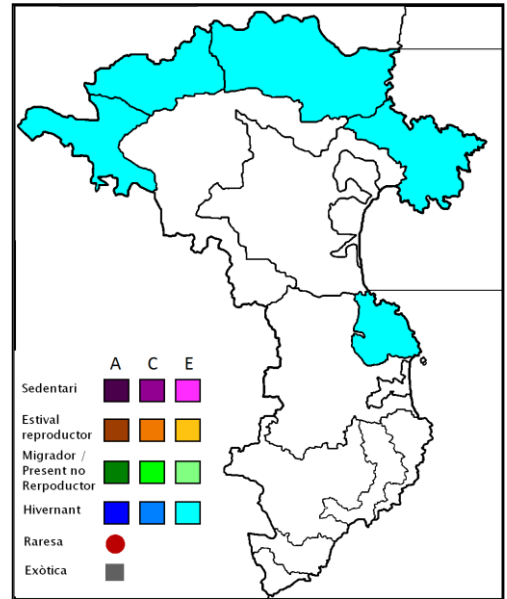 A C E
Sedentari
Estival
reproductor
Migrador /
Present no
Rerpoductor
Hivernant
Raresa
Exòtica